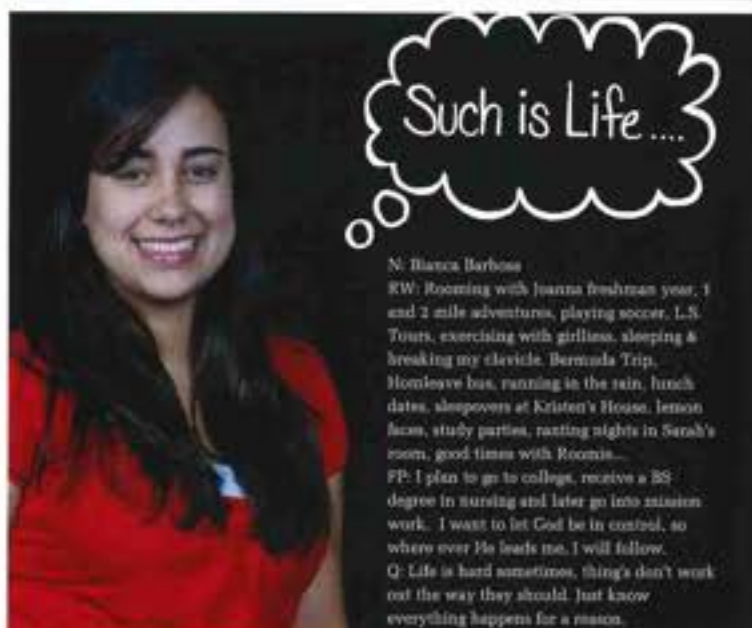 Such is Life ....
N: Bianca Barbosa
RW: Rooming with Joanna freshman year, 1
and 2 mile adventures, playing soccer, L.S.
Tours, exercising with girlliess, sleeping &
breaking my clavicle, Bermuda Trip,
Homleave bus, running in the rain, lunch
dates, sleepovers at Kristen's House, lemon
faces, study parties, ranting nights in Sarah's
room, good times with Roomie...
FP: I plan to go to college, receive a BS
degree in nursing and later go into mission
work. I want to let God be in control, so
where ever He leads me, I will follow.
Q: Life is hard sometimes, thing's don't work
out the way they should. Just know
everything happens for a reason.